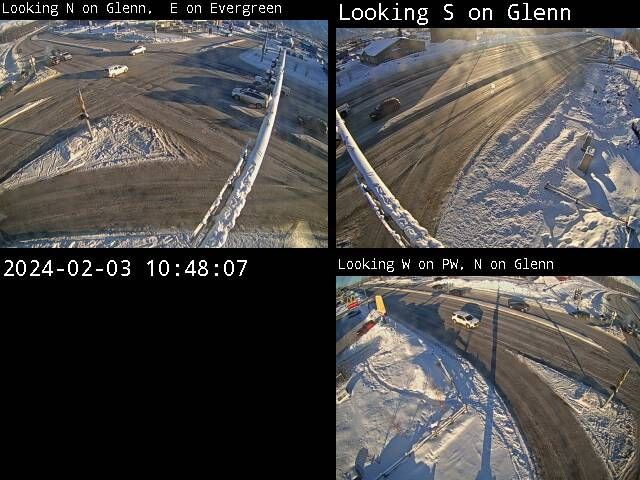 Looking N on Glenn,  E on Evergreen
Looking S on Glenn
2024-02-03 10:48:07
Looking W on PW, N on Glenn